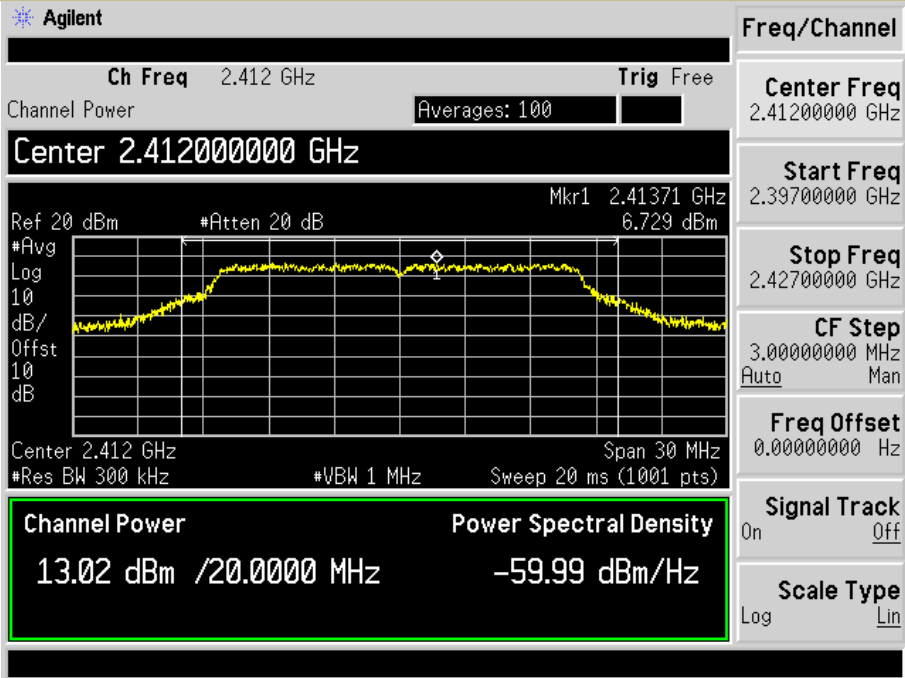 Agilent
Freq/Channel
Ch Freq 2.412 GHz Trig Free
Channel Power Averages: 100
Center 2.412000000 GHz
Mkr1 2.41371 GHz
Ref 20 dBm #Atten 20 dB 6.729 dBm
#Avg
Log
10
dB/
Offst
10
dB
1
Center 2.412 GHz Span 30 MHz
#Res BW 300 kHz #VBW 1 MHz Sweep 20 ms (1001 pts)
Channel Power Power Spectral Density
13.02 dBm /20.0000 MHz -59.99 dBm/Hz
Center Freq
2.41200000 GHz
Start Freq
2.39700000 GHz
Stop Freq
2.42700000 GHz
CF Step
3.00000000 MHz
Auto Man
Freq Offset
0.00000000 Hz
Signal Track
On Off
Scale Type
Log Lin